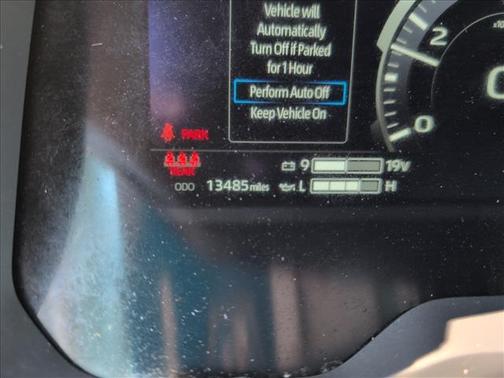 Vehicle will
Automatically
Turn Off if Parked
for 1 Hour
Perform Auto Off
Keep Vehicle On
PARK
REAR
ODO 13485 miles
9 19V
L H
2
0